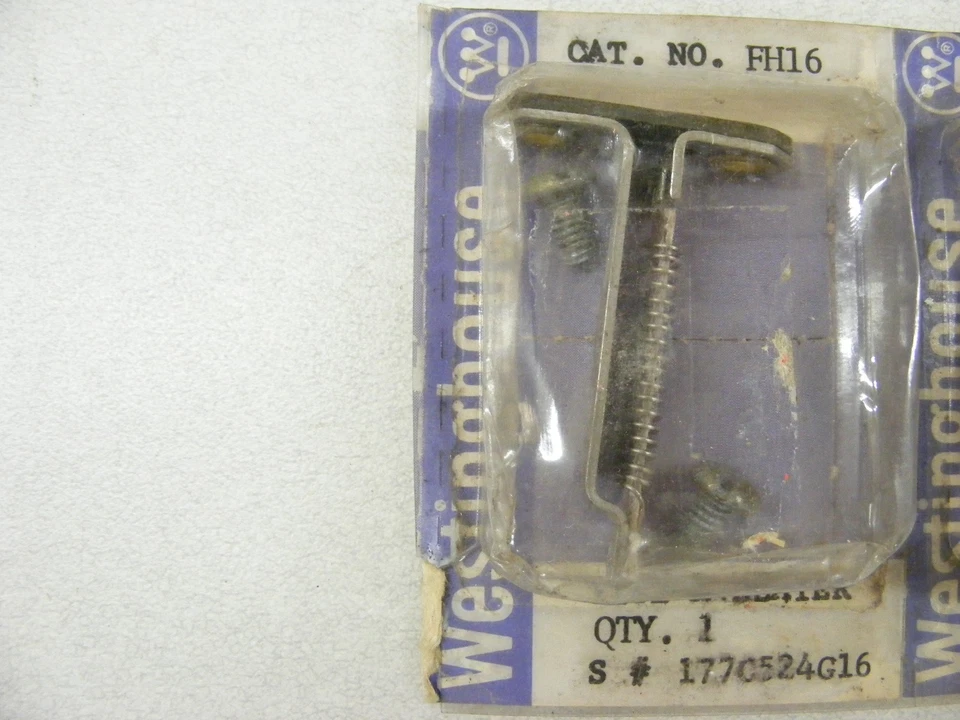 CAT. NO. FH16
Westinghouse
Westinghouse
QTY. 1
S # 177C524G16